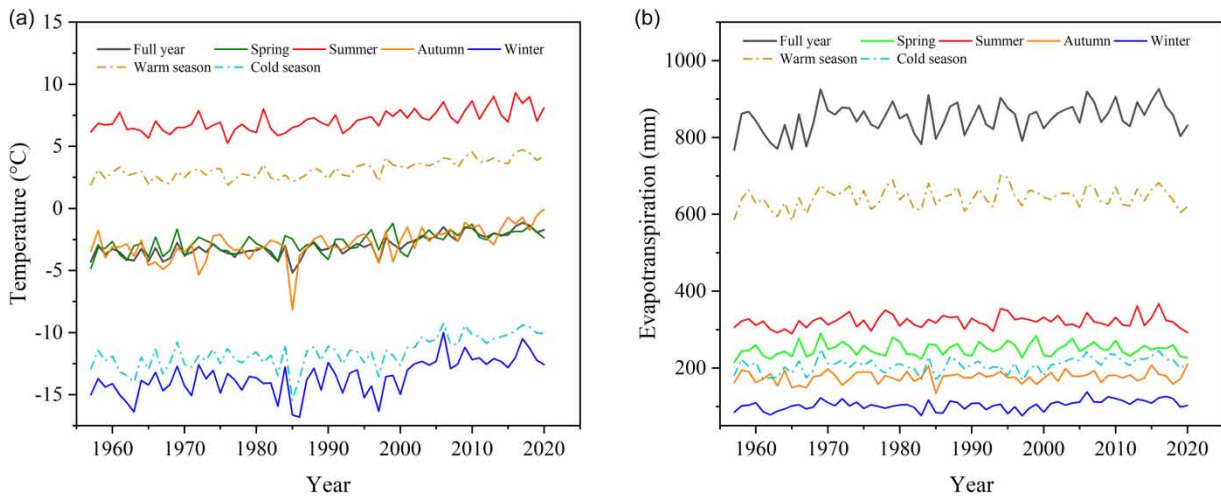 (a)
15
Full year Spring Summer Autumn Winter
Warm season Cold season
10
5
0
-5
-10
-15
Temperature (°C)
1960 1970 1980 1990 2000 2010 2020
Year
(b)
Full year Spring Summer Autumn Winter
1000
Warm season Cold season
800
600
400
200
Evapotranspiration (mm)
1960 1970 1980 1990 2000 2010 2020
Year